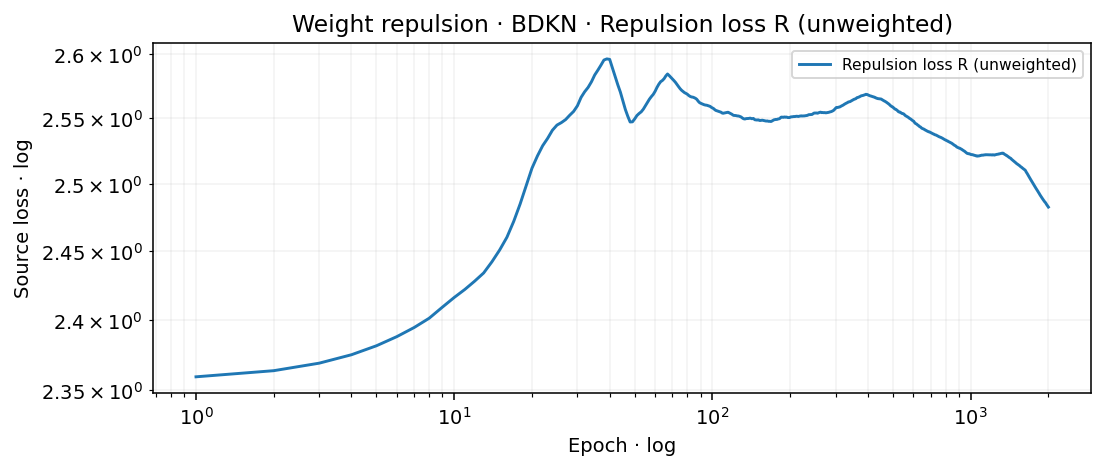 Weight repulsion · BDKN · Repulsion loss R (unweighted)
Repulsion loss R (unweighted)
Source loss · log
2.6 × 10⁰
2.55 × 10⁰
2.5 × 10⁰
2.45 × 10⁰
2.4 × 10⁰
2.35 × 10⁰
10⁰ 10¹ 10² 10³
Epoch · log